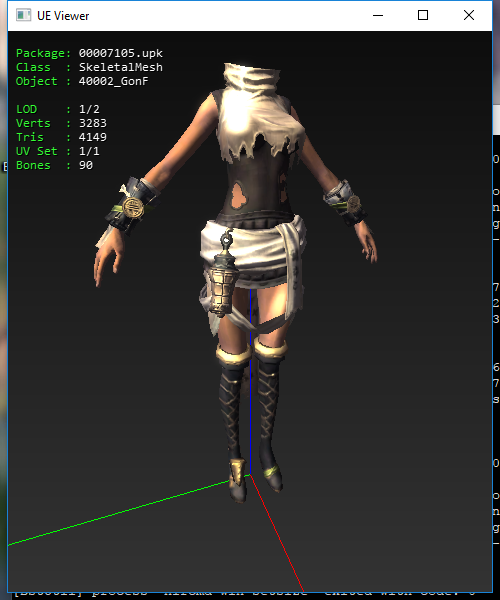 UE Viewer
Package: 00007105.upk
Class  : SkeletalMesh
Object : 40002_GonF
LOD    : 1/2
Verts  : 3283
Tris   : 4149
UV Set : 1/1
Bones  : 90